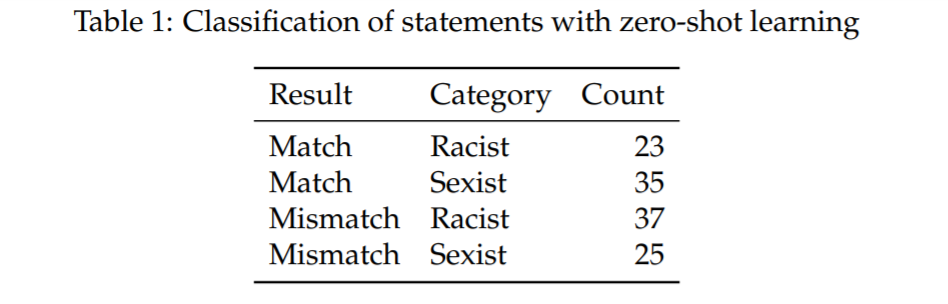 Table 1: Classification of statements with zero-shot learning
Result Category Count
Match Racist 23
Match Sexist 35
Mismatch Racist 37
Mismatch Sexist 25